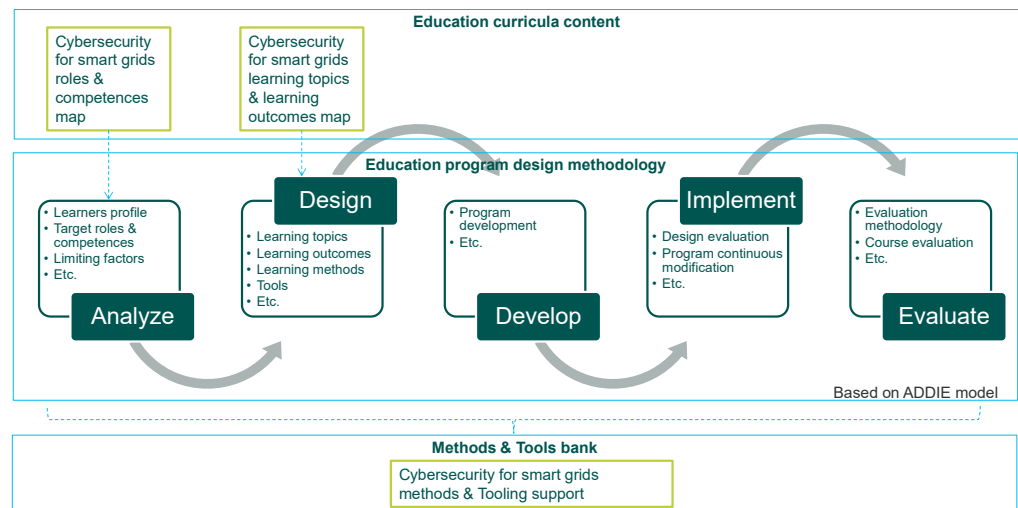 Education curricula content
Cybersecurity
for smart grids
roles &
competences
map
Cybersecurity
for smart grids
learning topics
& learning
outcomes map
Education program design methodology
• Learners profile
• Target roles &
competences
• Limiting factors
• Etc.
Analyze
Design
• Learning topics
• Learning outcomes
• Learning methods
• Tools
• Etc.
• Program
development
• Etc.
Develop
Implement
• Design evaluation
• Program continuous
modification
• Etc.
• Evaluation
methodology
• Course evaluation
• Etc.
Evaluate
Based on ADDIE model
Methods & Tools bank
Cybersecurity for smart grids
methods & Tooling support